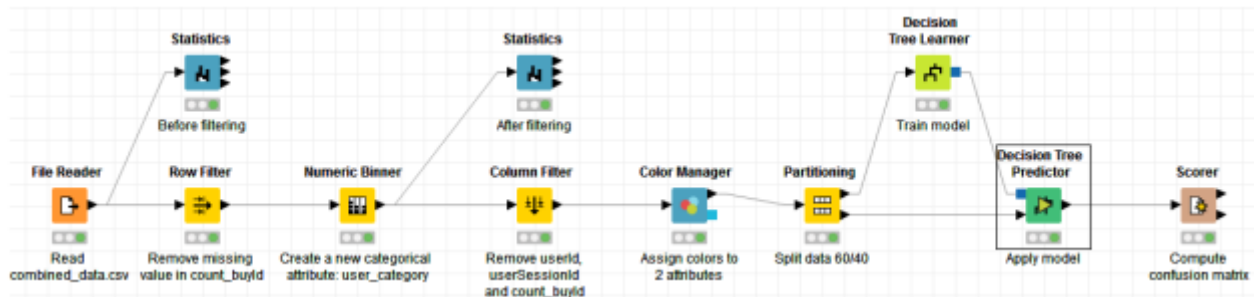 Statistics
Before filtering
Statistics
After filtering
Decision
Tree Learner
Train model
File Reader
Read
combined_data.csv
Row Filter
Remove missing
value in count_buyId
Numeric Binner
Create a new categorical
attribute: user_category
Column Filter
Remove userId,
userSessionId
and count_buyId
Color Manager
Assign colors to
2 attributes
Partitioning
Split data 60/40
Decision Tree
Predictor
Apply model
Scorer
Compute
confusion matrix